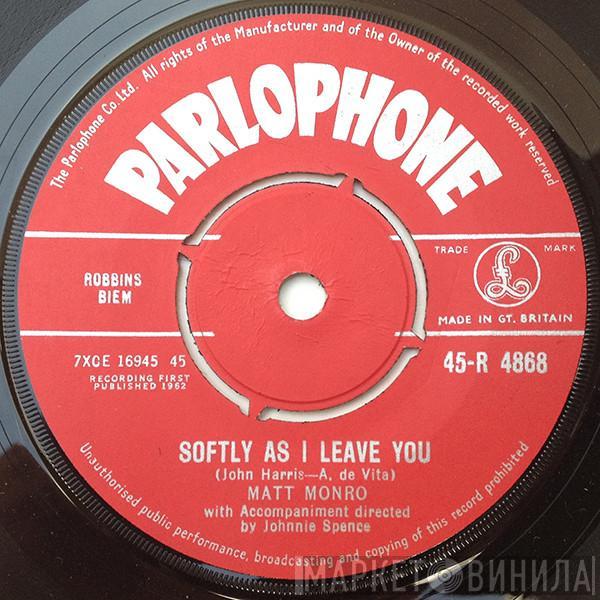 The Parlophone Co. Ltd. All rights of the Manufacturer and of the Owner of the recorded work reserved
PARLOPHONE
TRADE MARK
£
ROBBINS
BIEM
MADE IN GT. BRITAIN
7XCE 16945 45
45-R 4868
RECORDING FIRST
PUBLISHED 1962
SOFTLY AS I LEAVE YOU
(John Harris—A. de Vita)
MATT MONRO
with Accompaniment directed
by Johnnie Spence
Unauthorised public performance, broadcasting and copying of this record prohibited
МАРКЕТ ВИНИЛА